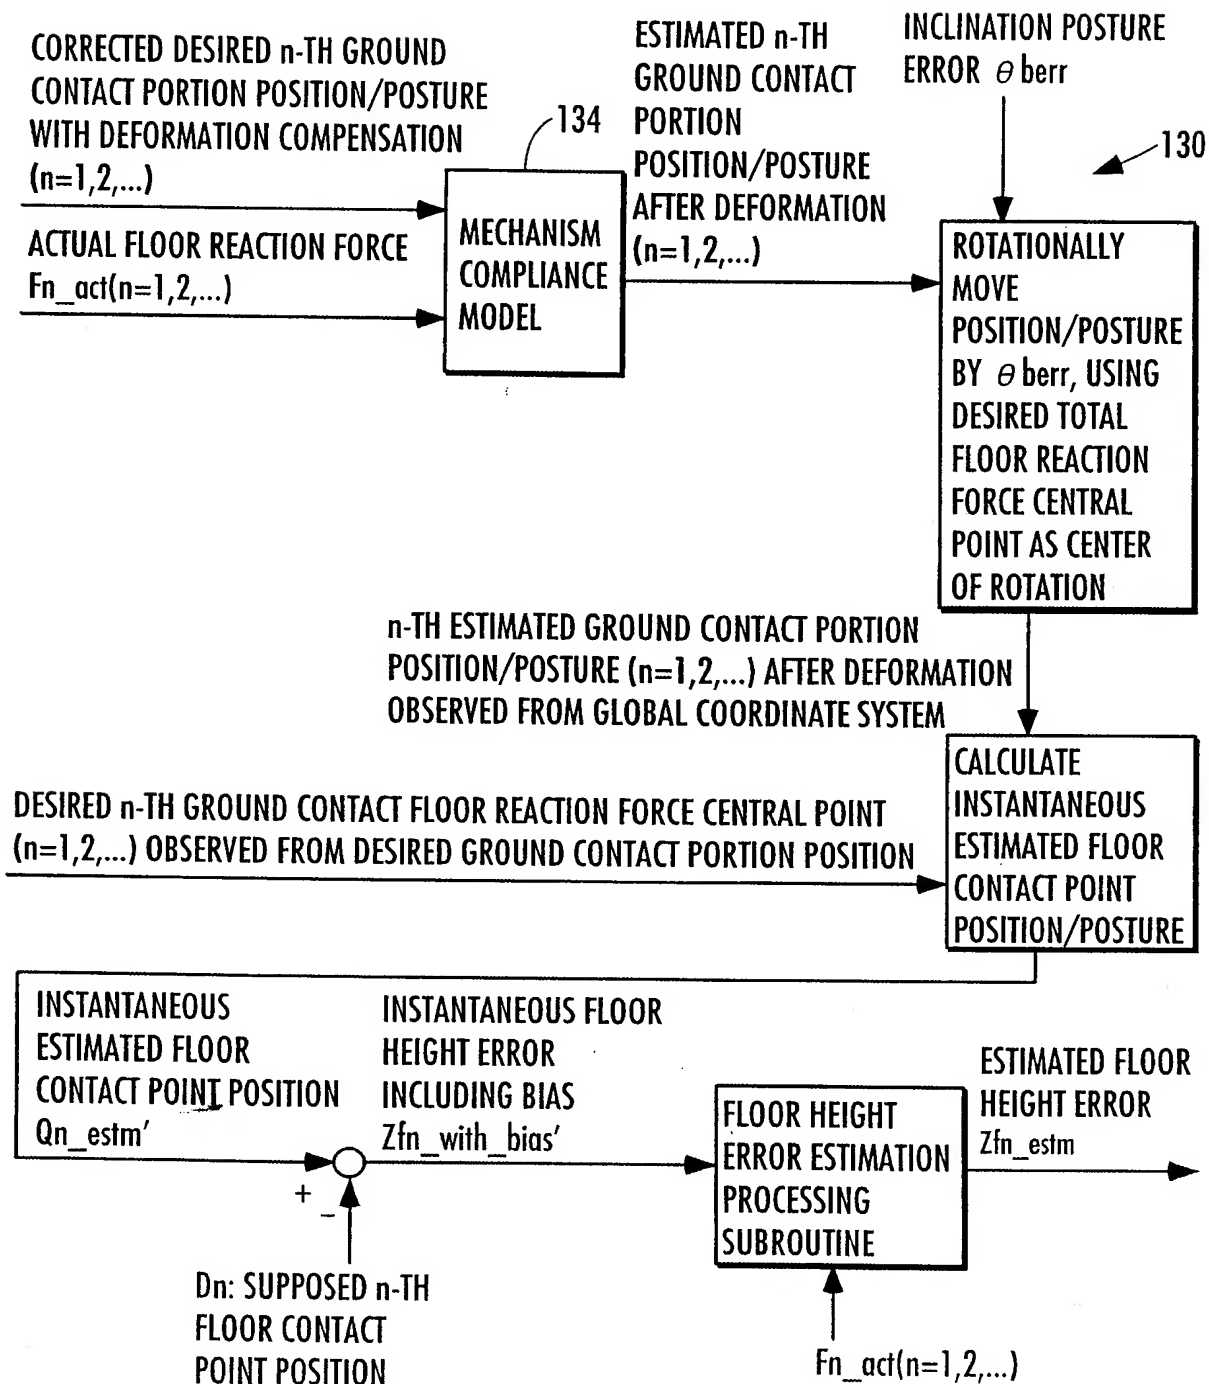 CORRECTED DESIRED n-TH GROUND
CONTACT PORTION POSITION/POSTURE
WITH DEFORMATION COMPENSATION
(n=1,2,...)
ACTUAL FLOOR REACTION FORCE
Fn_act(n=1,2,...)
134
MECHANISM
COMPLIANCE
MODEL
ESTIMATED n-TH
GROUND CONTACT
PORTION
POSITION/POSTURE
AFTER DEFORMATION
(n=1,2,...)
INCLINATION POSTURE
ERROR θ berr
130
ROTATIONALLY
MOVE
POSITION/POSTURE
BY θ berr, USING
DESIRED TOTAL
FLOOR REACTION
FORCE CENTRAL
POINT AS CENTER
OF ROTATION
n-TH ESTIMATED GROUND CONTACT PORTION
POSITION/POSTURE (n=1,2,...) AFTER DEFORMATION
OBSERVED FROM GLOBAL COORDINATE SYSTEM
DESIRED n-TH GROUND CONTACT FLOOR REACTION FORCE CENTRAL POINT
(n=1,2,...) OBSERVED FROM DESIRED GROUND CONTACT PORTION POSITION
CALCULATE
INSTANTANEOUS
ESTIMATED FLOOR
CONTACT POINT
POSITION/POSTURE
INSTANTANEOUS
ESTIMATED FLOOR
CONTACT POINT POSITION
Qn_estm'
+
−
INSTANTANEOUS FLOOR
HEIGHT ERROR
INCLUDING BIAS
Zfn_with_bias'
Dn: SUPPOSED n-TH
FLOOR CONTACT
POINT POSITION
FLOOR HEIGHT
ERROR ESTIMATION
PROCESSING
SUBROUTINE
Fn_act(n=1,2,...)
ESTIMATED FLOOR
HEIGHT ERROR
Zfn_estm